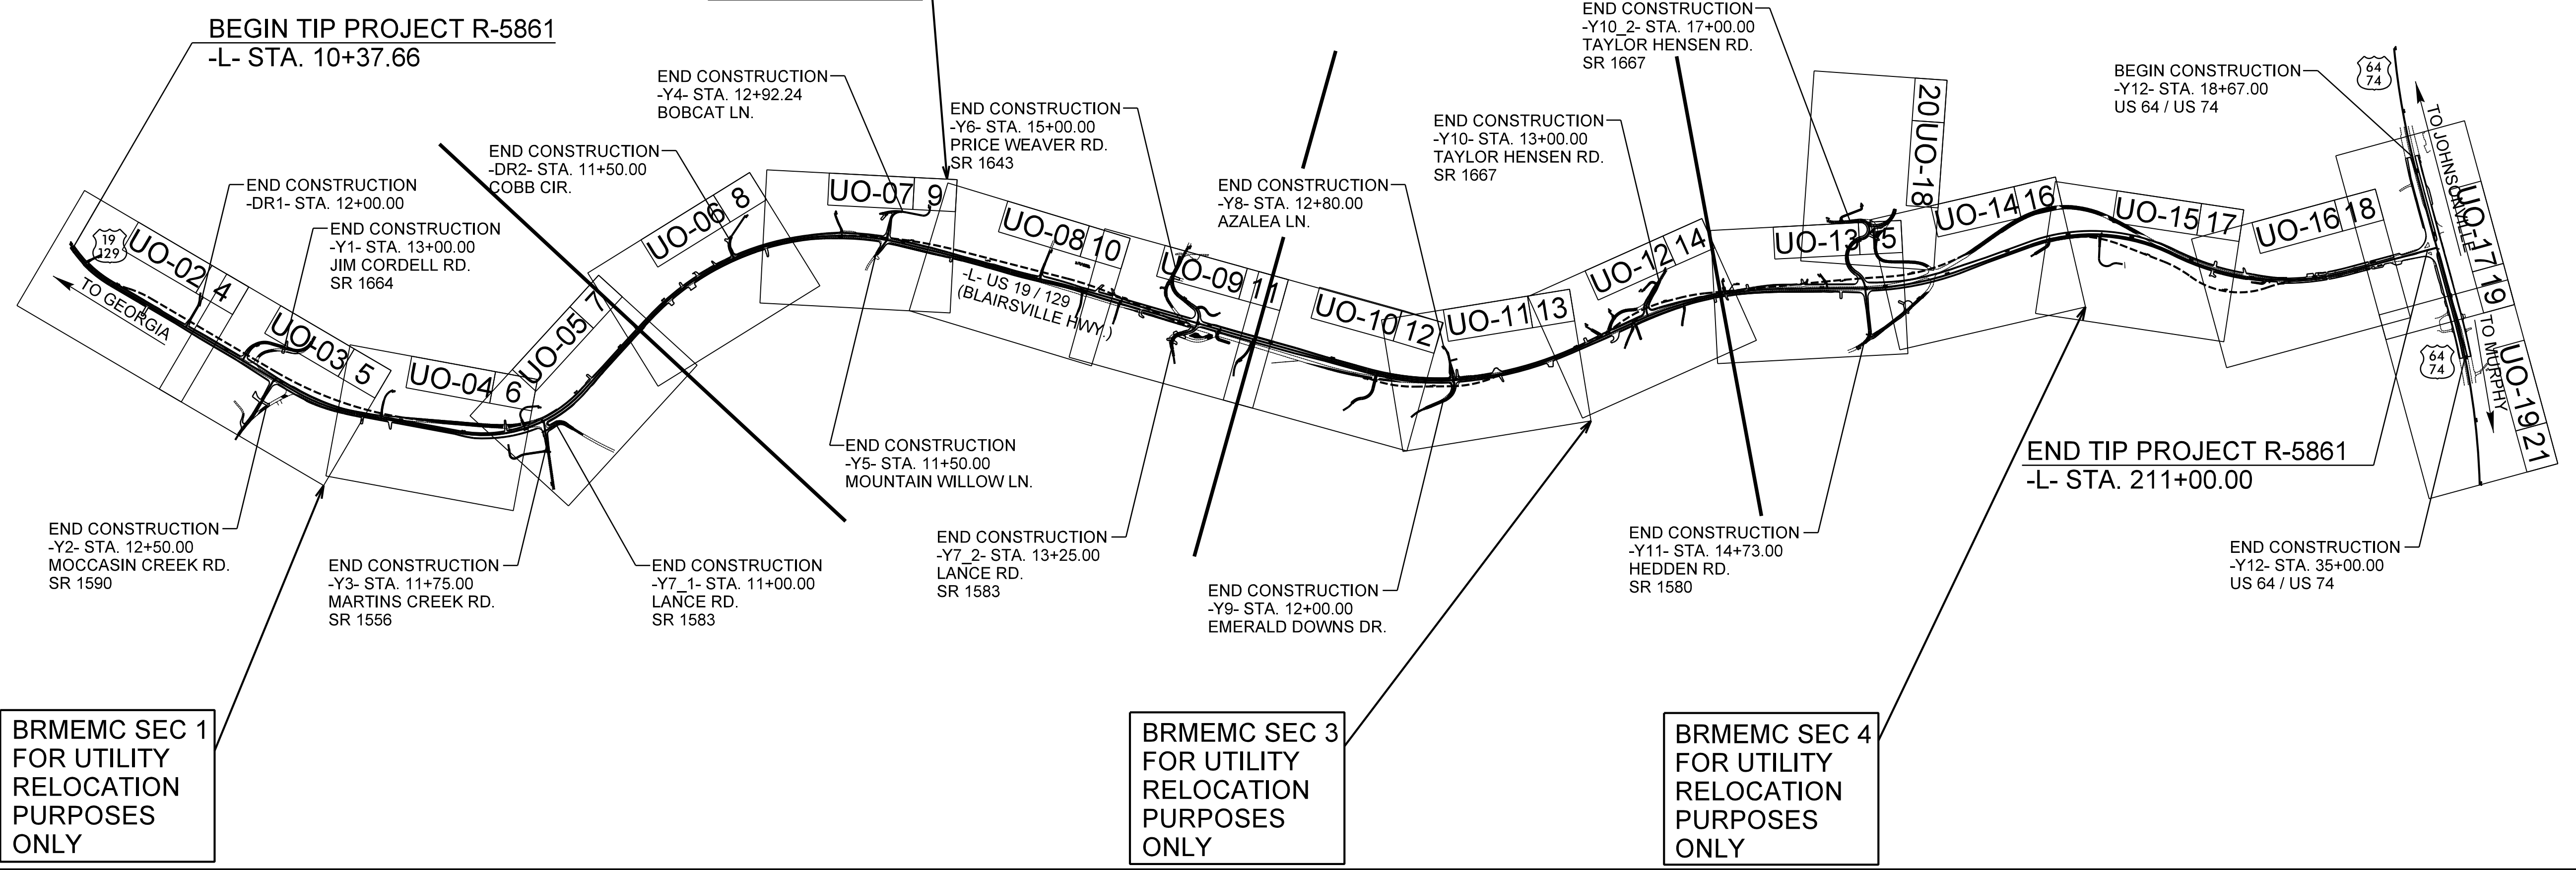 BEGIN TIP PROJECT R-5861
-L- STA. 10+37.66
END CONSTRUCTION
-Y4- STA. 12+92.24
BOBCAT LN.
END CONSTRUCTION
-DR2- STA. 11+50.00
COBB CIR.
END CONSTRUCTION
-DR1- STA. 12+00.00
END CONSTRUCTION
-Y1- STA. 13+00.00
JIM CORDELL RD.
SR 1664
END CONSTRUCTION
-Y6- STA. 15+00.00
PRICE WEAVER RD.
SR 1643
END CONSTRUCTION
-Y8- STA. 12+80.00
AZALEA LN.
END CONSTRUCTION
-Y10- STA. 13+00.00
TAYLOR HENSEN RD.
SR 1667
END CONSTRUCTION
-Y10_2- STA. 17+00.00
TAYLOR HENSEN RD.
SR 1667
BEGIN CONSTRUCTION
-Y12- STA. 18+67.00
US 64 / US 74
64
74
TO JOHNSONVILLE
19
129
TO GEORGIA
UO-02 4
UO-03 5
UO-04 6
UO-05 7
UO-06 8
UO-07 9
UO-08 10
UO-09 11
UO-10 12
UO-11 13
UO-12 14
UO-13 15
UO-14 16
UO-15 17
UO-16 18
UO-17 19
20 UO-18
UO-19 21
-L- US 19 / 129
(BLAIRSVILLE HWY.)
64
74
TO MURPHY
END TIP PROJECT R-5861
-L- STA. 211+00.00
END CONSTRUCTION
-Y2- STA. 12+50.00
MOCCASIN CREEK RD.
SR 1590
END CONSTRUCTION
-Y3- STA. 11+75.00
MARTINS CREEK RD.
SR 1556
END CONSTRUCTION
-Y7_1- STA. 11+00.00
LANCE RD.
SR 1583
END CONSTRUCTION
-Y5- STA. 11+50.00
MOUNTAIN WILLOW LN.
END CONSTRUCTION
-Y7_2- STA. 13+25.00
LANCE RD.
SR 1583
END CONSTRUCTION
-Y9- STA. 12+00.00
EMERALD DOWNS DR.
END CONSTRUCTION
-Y11- STA. 14+73.00
HEDDEN RD.
SR 1580
END CONSTRUCTION
-Y12- STA. 35+00.00
US 64 / US 74
BRMEMC SEC 1
FOR UTILITY
RELOCATION
PURPOSES
ONLY
BRMEMC SEC 3
FOR UTILITY
RELOCATION
PURPOSES
ONLY
BRMEMC SEC 4
FOR UTILITY
RELOCATION
PURPOSES
ONLY